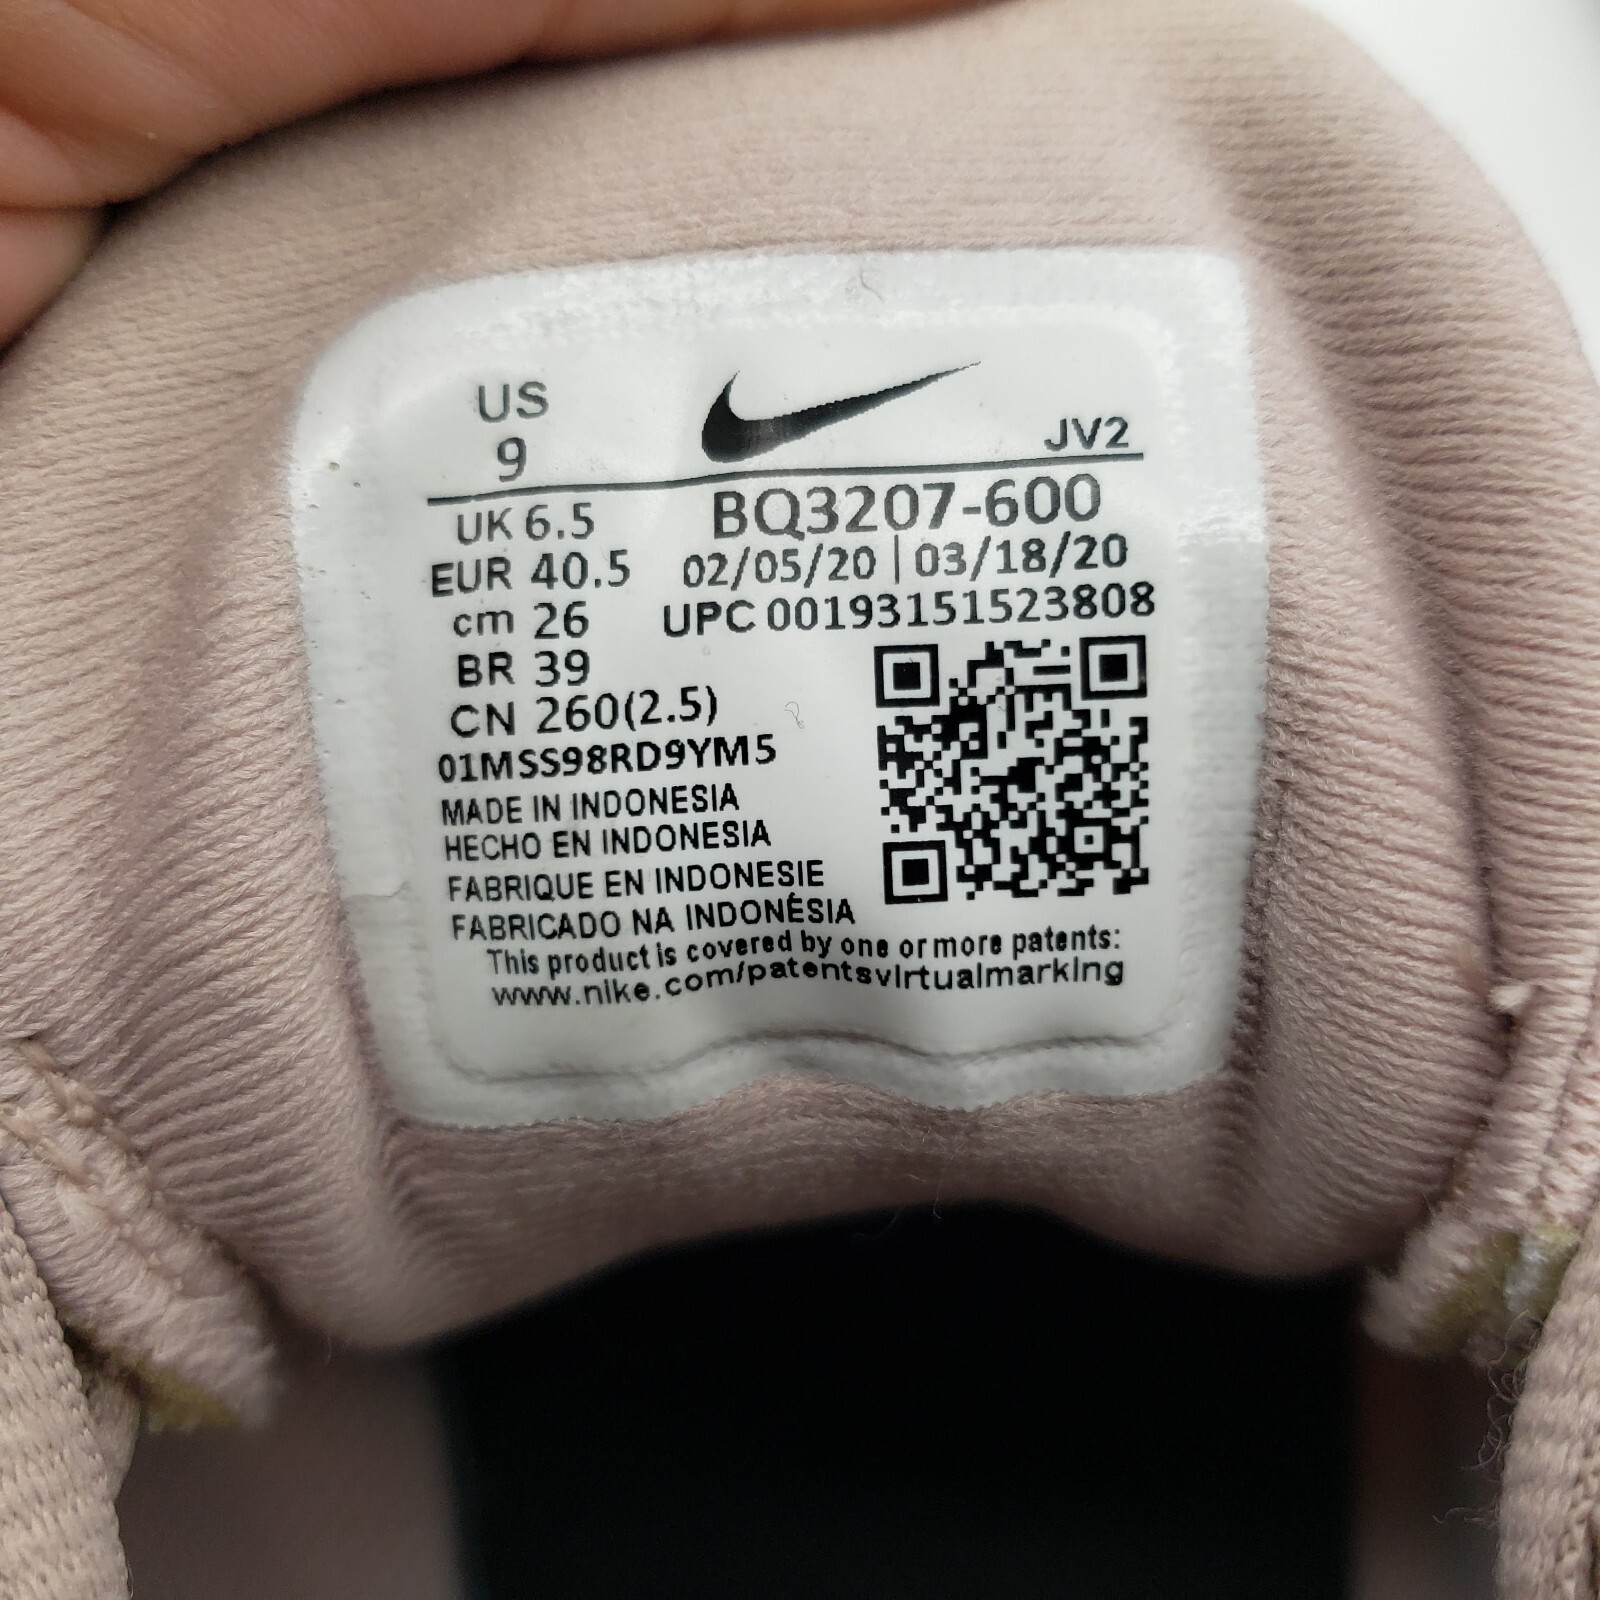 US
9
JV2
UK 6.5
BQ3207-600
EUR 40.5
02/05/20 | 03/18/20
cm 26
UPC 00193151523808
BR 39
CN 260(2.5)
01MSS98RD9YM5
MADE IN INDONESIA
HECHO EN INDONESIA
FABRIQUE EN INDONESIE
FABRICADO NA INDONÉSIA
This product is covered by one or more patents:
www.nike.com/patentsvirtualmarking